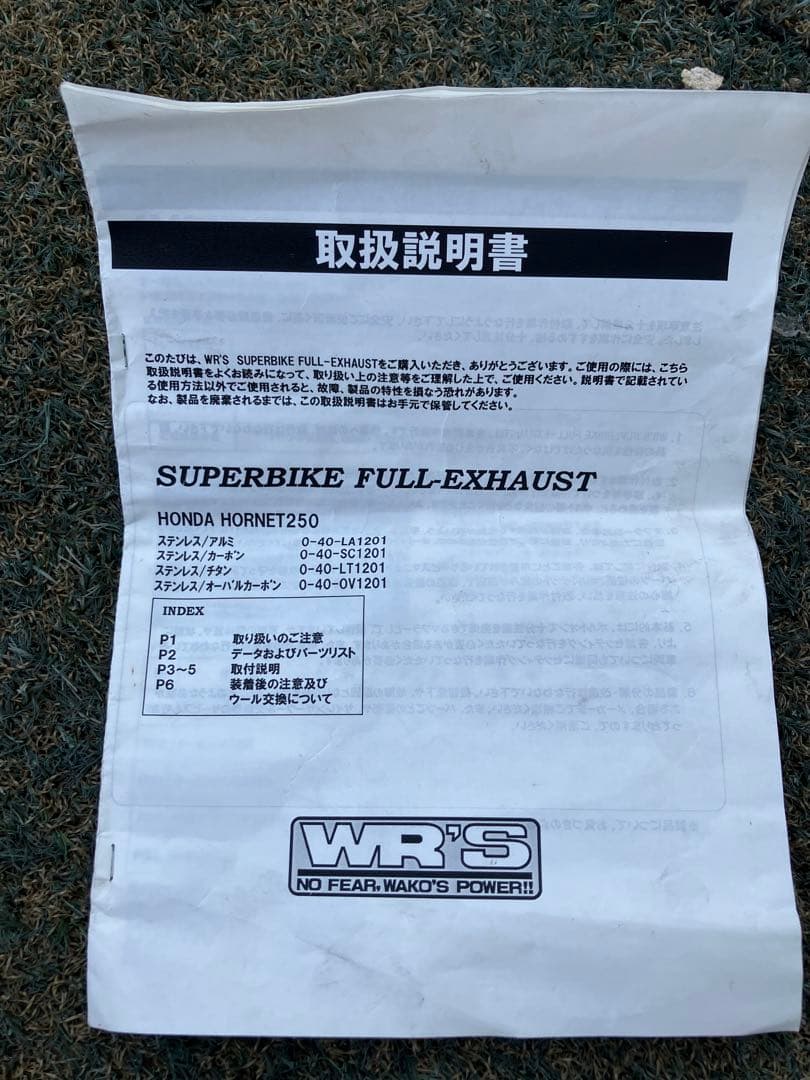 取扱説明書
このたびは、WR'S SUPERBIKE FULL-EXHAUSTをご購入いただき、ありがとうございます。ご使用の際には、こちら
取扱説明書をよくお読みになって、取り扱い上の注意等をご理解した上で、ご使用ください。説明書で記載されてい
る使用方法以外でご使用されると、故障、製品の特性を損なう恐れがあります。
なお、製品を廃棄されるまでは、この取扱説明書はお手元で保管してください。
SUPERBIKE FULL-EXHAUST
HONDA HORNET250
ステンレス/アルミ 0-40-LA1201
ステンレス/カーボン 0-40-SC1201
ステンレス/チタン 0-40-LT1201
ステンレス/オーバルカーボン 0-40-OV1201
INDEX
P1 取り扱いのご注意
P2 データおよびパーツリスト
P3〜5 取付説明
P6 装着後の注意及び
ウール交換について
WR'S
NO FEAR, WAKO'S POWER!!